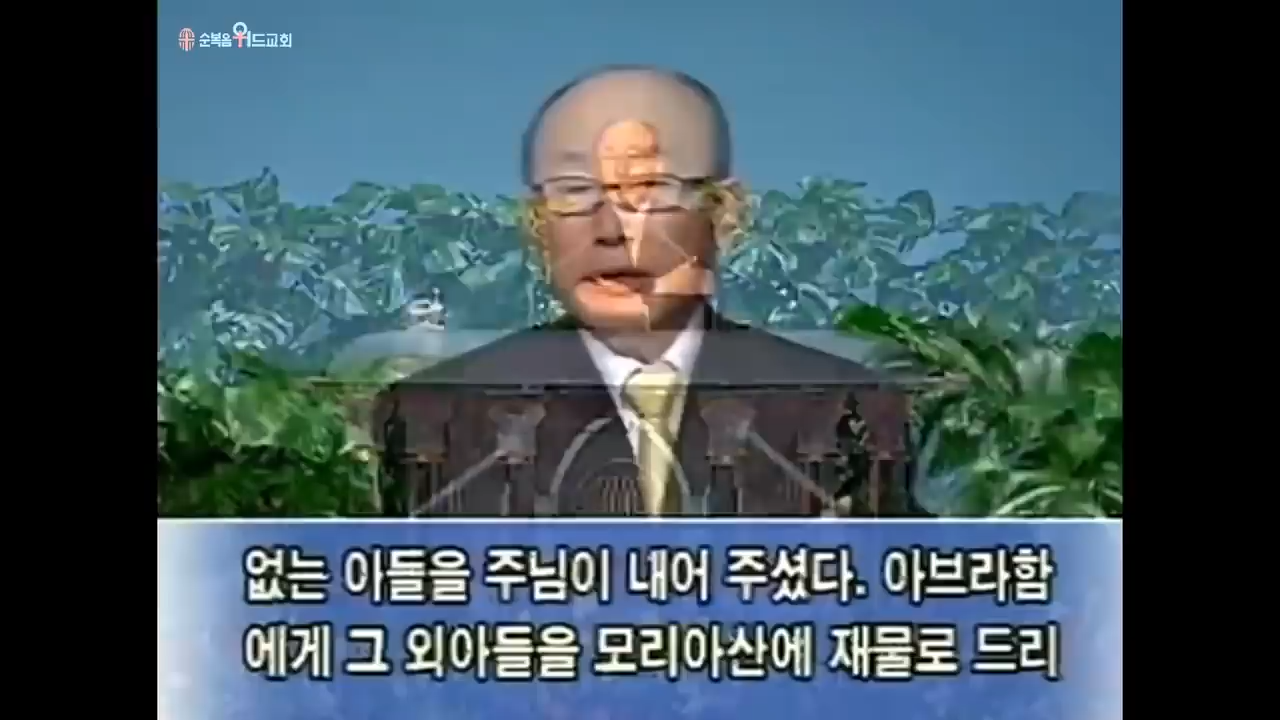 순복음위드교회
없는 아들을 주님이 내어 주셨다. 아브라함
에게 그 외아들을 모리아산에 재물로 드리